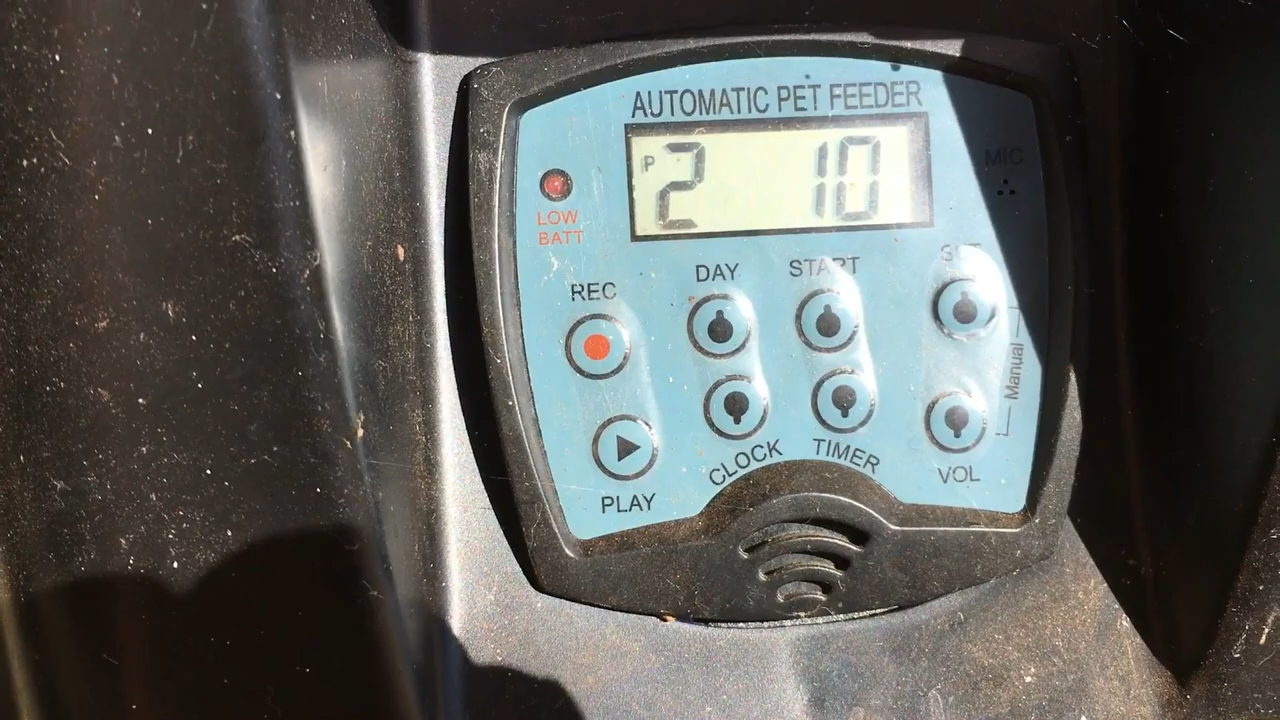 AUTOMATIC PET FEEDER
P 2 10
MIC
LOW
BATT
REC
DAY
START
SET
Manual
PLAY
CLOCK
TIMER
VOL